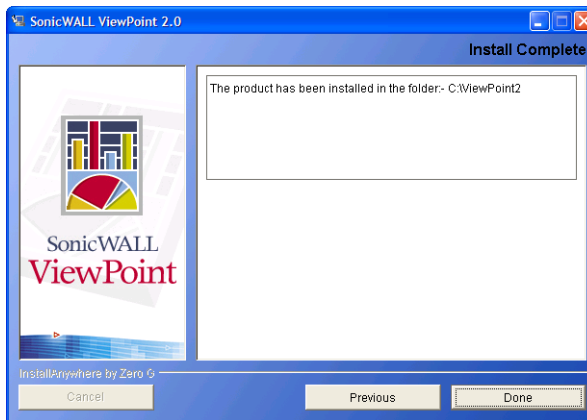 SonicWALL ViewPoint 2.0
Install Complete
The product has been installed in the folder:- C:\ViewPoint2
SONICWALL
ViewPoint
InstallAnywhere by Zero G
Cancel
Previous
Done